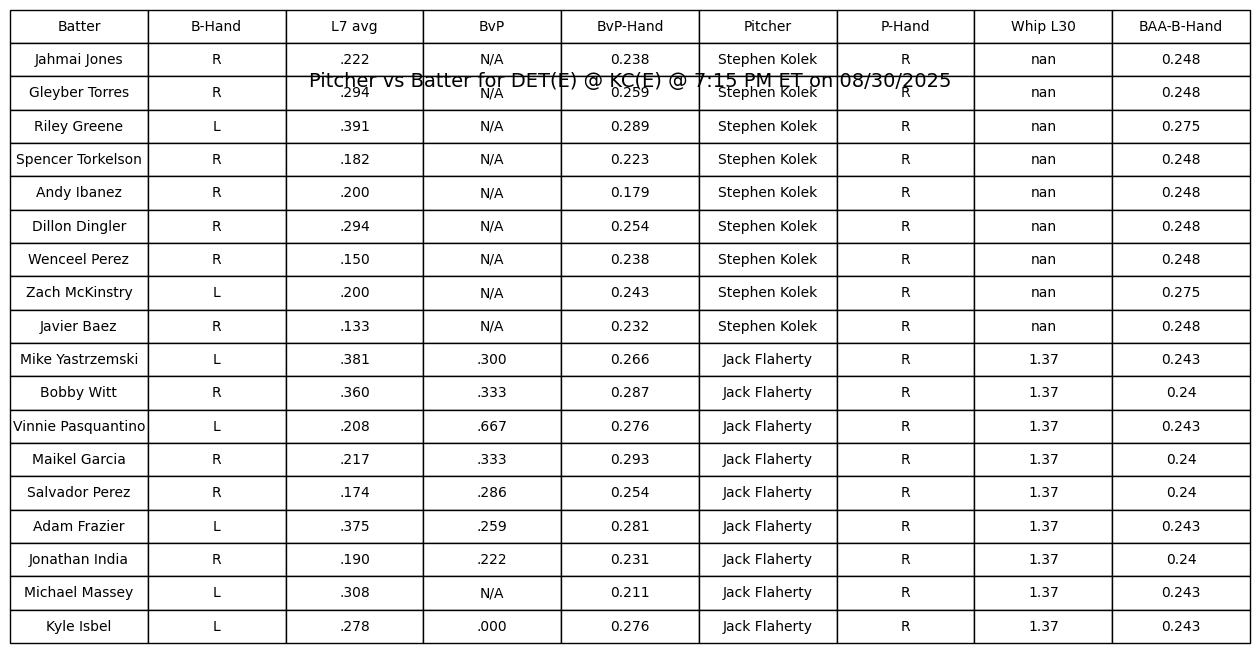 Batter B-Hand L7 avg BvP BvP-Hand Pitcher P-Hand Whip L30 BAA-B-Hand
Jahmai Jones R .222 N/A 0.238 Stephen Kolek R nan 0.248
Pitcher vs Batter for DET(E) @ KC(E) @ 7:15 PM ET on 08/30/2025
Gleyber Torres R .294 N/A 0.259 Stephen Kolek R nan 0.248
Riley Greene L .391 N/A 0.289 Stephen Kolek R nan 0.275
Spencer Torkelson R .182 N/A 0.223 Stephen Kolek R nan 0.248
Andy Ibanez R .200 N/A 0.179 Stephen Kolek R nan 0.248
Dillon Dingler R .294 N/A 0.254 Stephen Kolek R nan 0.248
Wenceel Perez R .150 N/A 0.238 Stephen Kolek R nan 0.248
Zach McKinstry L .200 N/A 0.243 Stephen Kolek R nan 0.275
Javier Baez R .133 N/A 0.232 Stephen Kolek R nan 0.248
Mike Yastrzemski L .381 .300 0.266 Jack Flaherty R 1.37 0.243
Bobby Witt R .360 .333 0.287 Jack Flaherty R 1.37 0.24
Vinnie Pasquantino L .208 .667 0.276 Jack Flaherty R 1.37 0.243
Maikel Garcia R .217 .333 0.293 Jack Flaherty R 1.37 0.24
Salvador Perez R .174 .286 0.254 Jack Flaherty R 1.37 0.24
Adam Frazier L .375 .259 0.281 Jack Flaherty R 1.37 0.243
Jonathan India R .190 .222 0.231 Jack Flaherty R 1.37 0.24
Michael Massey L .308 N/A 0.211 Jack Flaherty R 1.37 0.243
Kyle Isbel L .278 .000 0.276 Jack Flaherty R 1.37 0.243